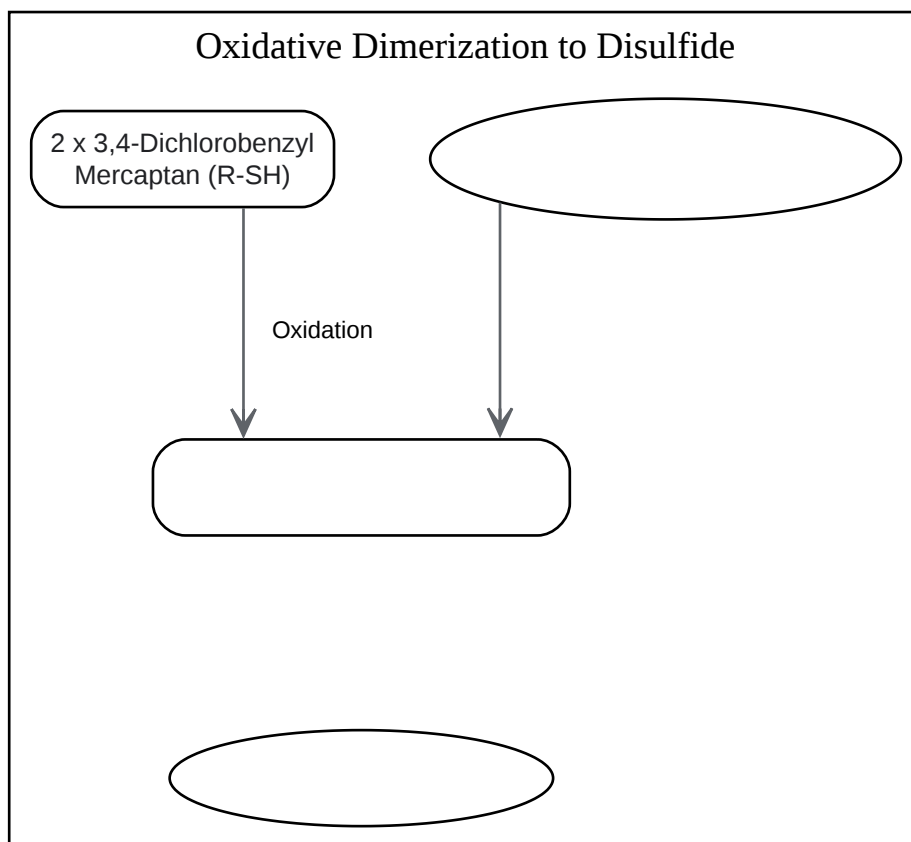 Oxidative Dimerization to Disulfide
2 x 3,4-Dichlorobenzyl
Mercaptan (R-SH)
Oxidation